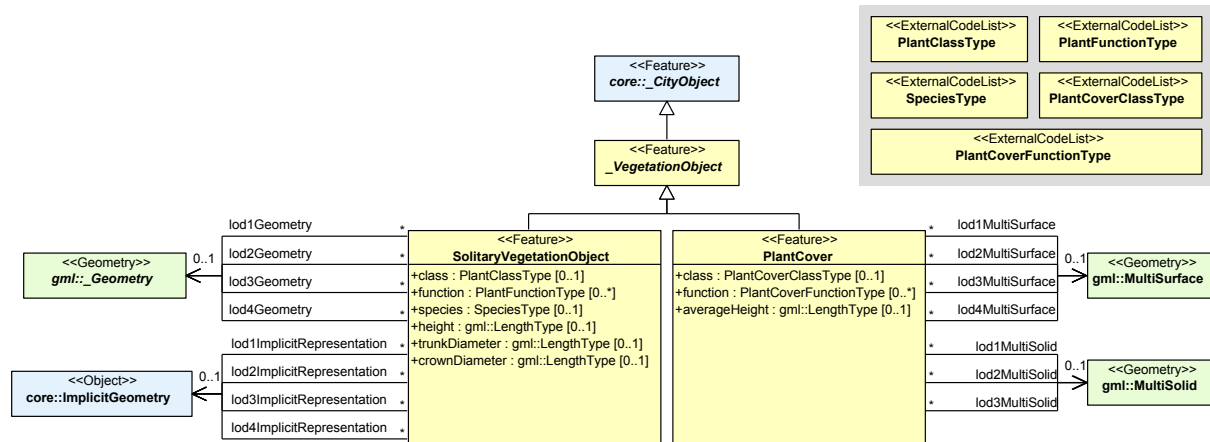 <<ExternalCodeList>>
PlantClassType
<<ExternalCodeList>>
PlantFunctionType
<<ExternalCodeList>>
SpeciesType
<<ExternalCodeList>>
PlantCoverClassType
<<ExternalCodeList>>
PlantCoverFunctionType
<<Feature>>
core::_CityObject
<<Feature>>
_VegetationObject
<<Geometry>>
gml::_Geometry
0..1
lod1Geometry *
lod2Geometry *
lod3Geometry *
lod4Geometry *
<<Object>>
core::ImplicitGeometry
0..1
lod1ImplicitRepresentation *
lod2ImplicitRepresentation *
lod3ImplicitRepresentation *
lod4ImplicitRepresentation *
<<Feature>>
SolitaryVegetationObject
+class : PlantClassType [0..1]
+function : PlantFunctionType [0..*]
+species : SpeciesType [0..1]
+height : gml::LengthType [0..1]
+trunkDiameter : gml::LengthType [0..1]
+crownDiameter : gml::LengthType [0..1]
<<Feature>>
PlantCover
+class : PlantCoverClassType [0..1]
+function : PlantCoverFunctionType [0..*]
+averageHeight : gml::LengthType [0..1]
* lod1MultiSurface
* lod2MultiSurface
* lod3MultiSurface
* lod4MultiSurface
0..1
<<Geometry>>
gml::MultiSurface
* lod1MultiSolid
* lod2MultiSolid
* lod3MultiSolid
0..1
<<Geometry>>
gml::MultiSolid